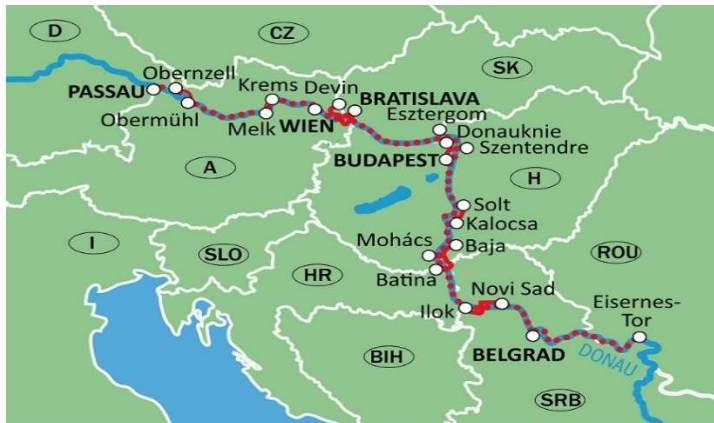 D
CZ
SK
Obernzell
PASSAU
Obermühl
Krems
Devin
BRATISLAVA
Melk
WIEN
Esztergom
Donauknie
Szentendre
BUDAPEST
A
H
Solt
Kalocsa
Baja
Mohács
Batina
I
SLO
HR
ROU
Novi Sad
Ilok
Eisernes-
Tor
BELGRAD
DONAU
BIH
SRB